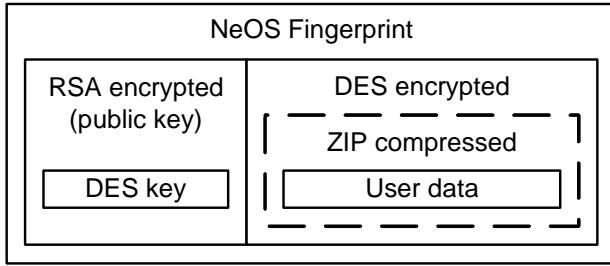 NeOS Fingerprint
RSA encrypted
(public key)
DES key
DES encrypted
ZIP compressed
User data